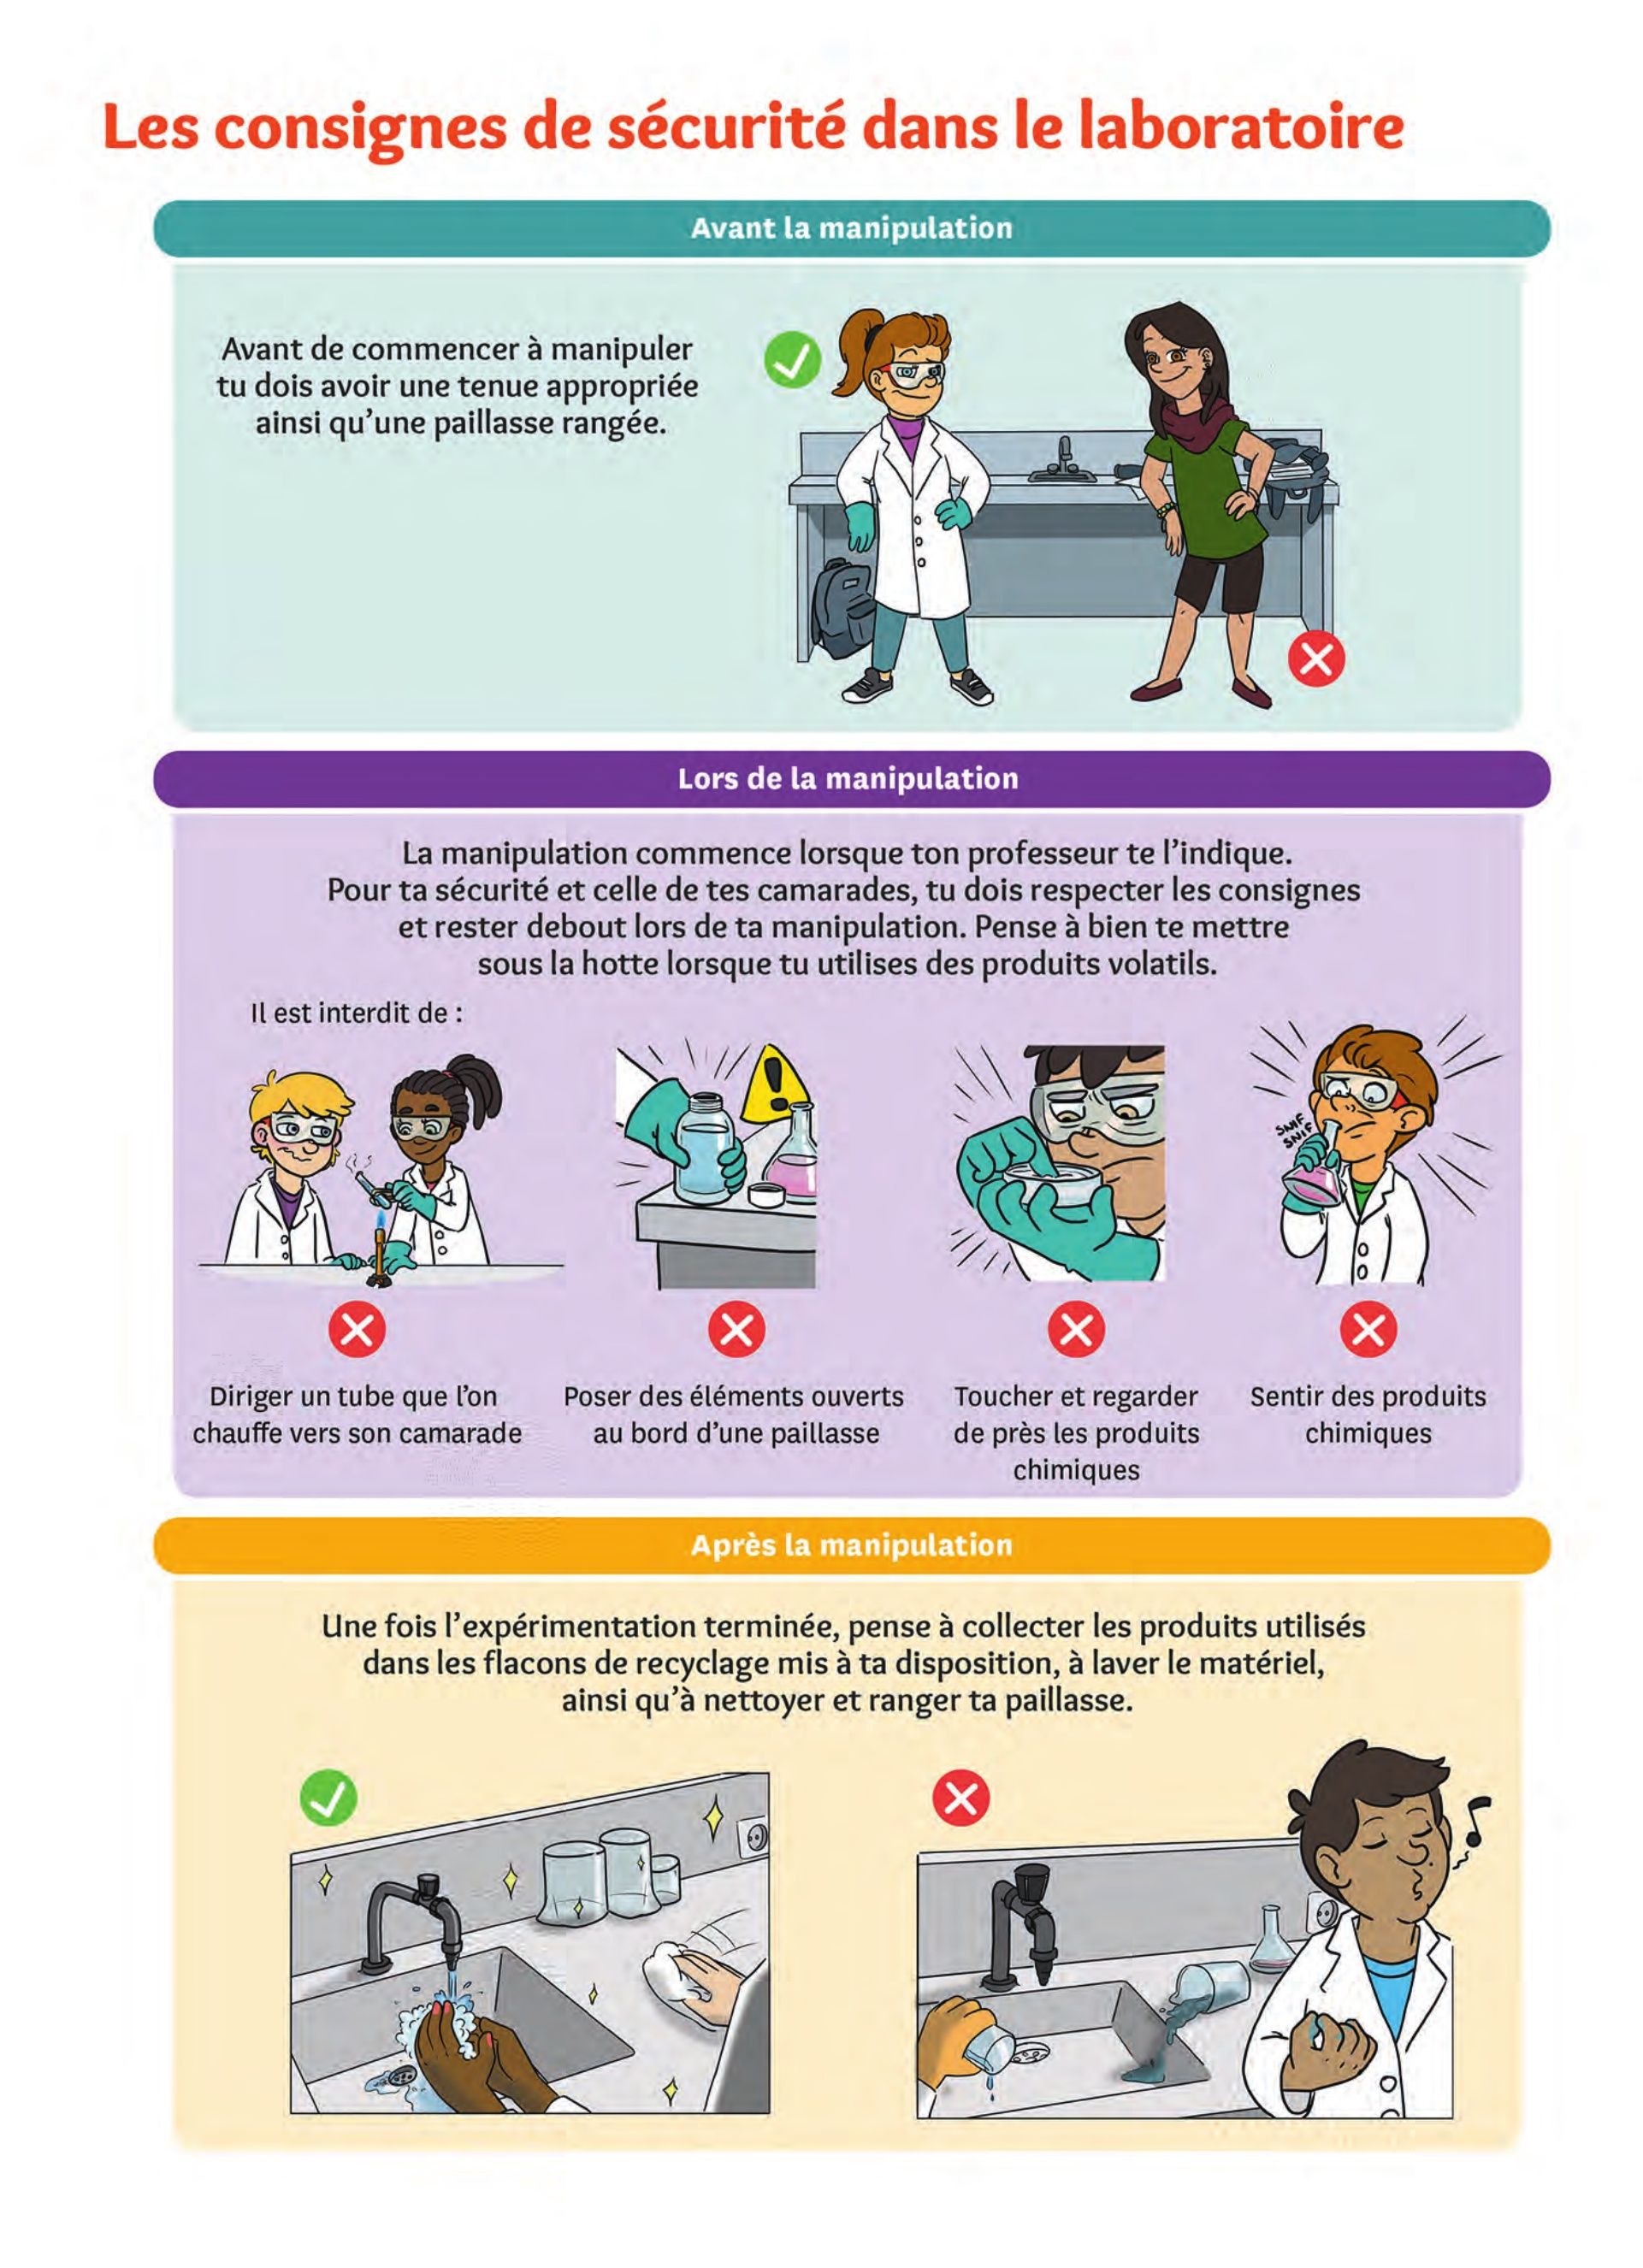 Les consignes de sécurité dans le laboratoire
Avant la manipulation
Avant de commencer à manipuler
tu dois avoir une tenue appropriée
ainsi qu'une paillasse rangée.
Lors de la manipulation
La manipulation commence lorsque ton professeur te l'indique.
Pour ta sécurité et celle de tes camarades, tu dois respecter les consignes
et rester debout lors de ta manipulation. Pense à bien te mettre
sous la hotte lorsque tu utilises des produits volatils.
Il est interdit de :
SNIF
SNIF
Diriger un tube que l'on
chauffe vers son camarade
Poser des éléments ouverts
au bord d'une paillasse
Toucher et regarder
de près les produits
chimiques
Sentir des produits
chimiques
Après la manipulation
Une fois l'expérimentation terminée, pense à collecter les produits utilisés
dans les flacons de recyclage mis à ta disposition, à laver le matériel,
ainsi qu'à nettoyer et ranger ta paillasse.